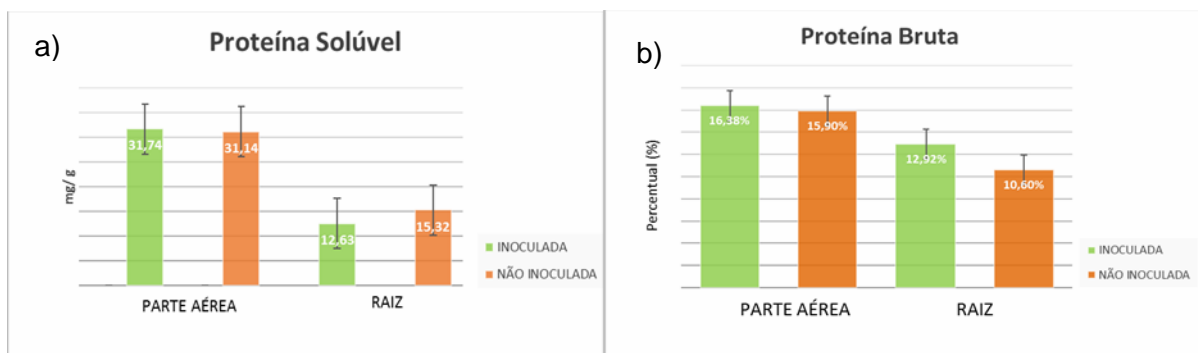 a)
Proteína Solúvel
mg/ g
31,74
31,14
12,63
15,32
PARTE AÉREA
RAIZ
INOCULADA
NÃO INOCULADA
b)
Proteína Bruta
Percentual (%)
16,38%
15,90%
12,92%
10,60%
PARTE AÉREA
RAIZ
INOCULADA
NÃO INOCULADA